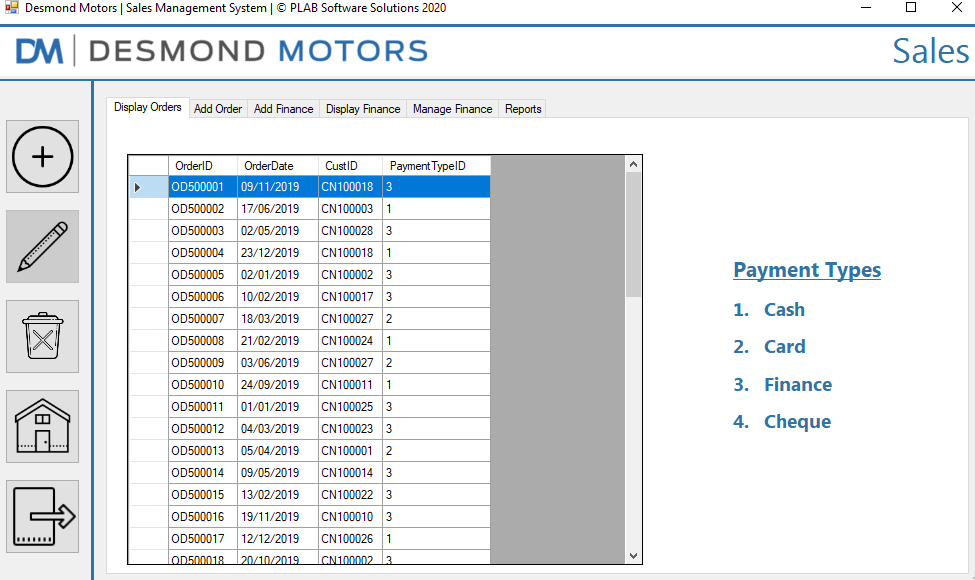 Desmond Motors | Sales Management System | © PLAB Software Solutions 2020
DM | DESMOND MOTORS
Sales
Display Orders Add Order Add Finance Display Finance Manage Finance Reports
OrderID OrderDate CustID PaymentTypeID
OD500001 09/11/2019 CN100018 3
OD500002 17/06/2019 CN100003 1
OD500003 02/05/2019 CN100028 3
OD500004 23/12/2019 CN100018 1
OD500005 02/01/2019 CN100002 3
OD500006 10/02/2019 CN100017 3
OD500007 18/03/2019 CN100027 2
OD500008 21/02/2019 CN100024 1
OD500009 03/06/2019 CN100027 2
OD500010 24/09/2019 CN100011 1
OD500011 01/01/2019 CN100025 3
OD500012 04/03/2019 CN100023 3
OD500013 05/04/2019 CN100001 2
OD500014 09/05/2019 CN100014 3
OD500015 13/02/2019 CN100022 3
OD500016 19/11/2019 CN100010 3
OD500017 12/12/2019 CN100026 1
OD500018 20/10/2019 CN100002 3
Payment Types
1. Cash
2. Card
3. Finance
4. Cheque